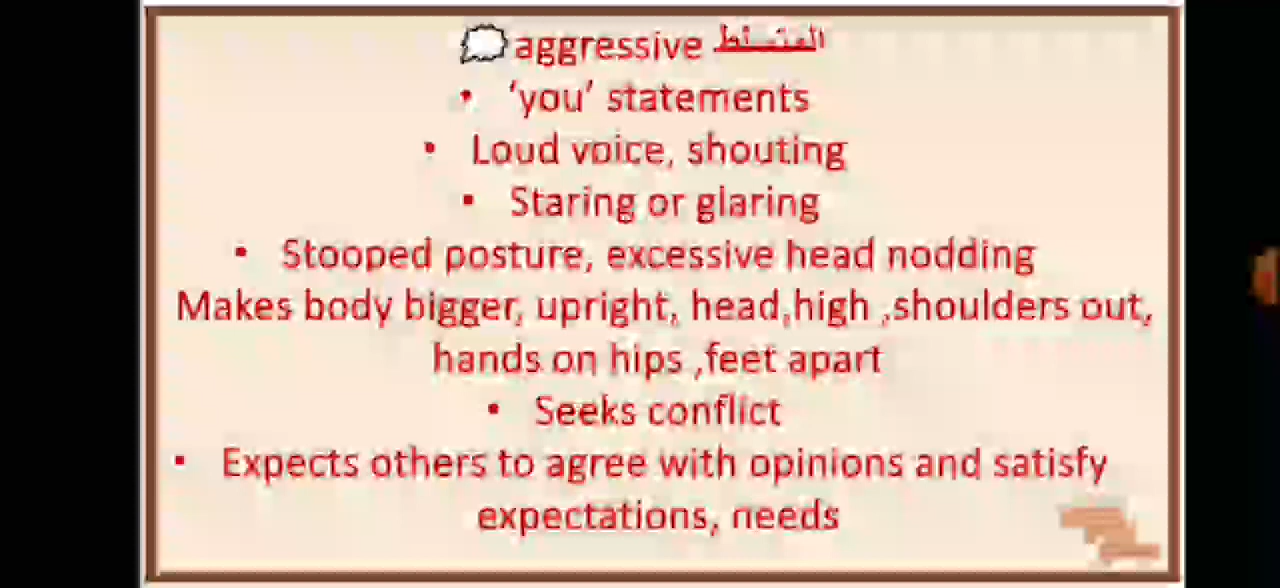 aggressive المتسلط
• ‘you’ statements
• Loud voice, shouting
• Staring or glaring
• Stooped posture, excessive head nodding
Makes body bigger, upright, head,high ,shoulders out,
hands on hips ,feet apart
• Seeks conflict
• Expects others to agree with opinions and satisfy
expectations, needs